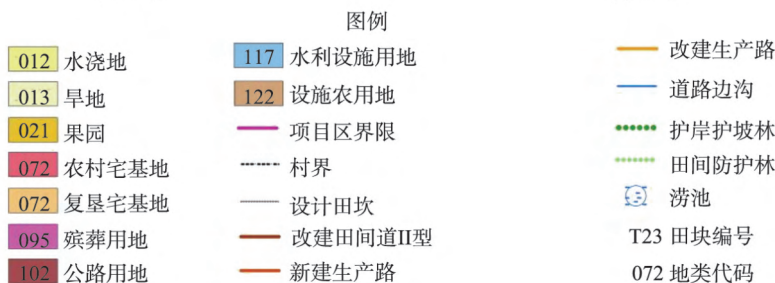 图例
012 水浇地
013 旱地
021 果园
072 农村宅基地
072 复垦宅基地
095 殡葬用地
102 公路用地
117 水利设施用地
122 设施农用地
项目区界限
村界
设计田坎
改建田间道II型
新建生产路
改建生产路
道路边沟
护岸护坡林
田间防护林
涝池
T23 田块编号
072 地类代码